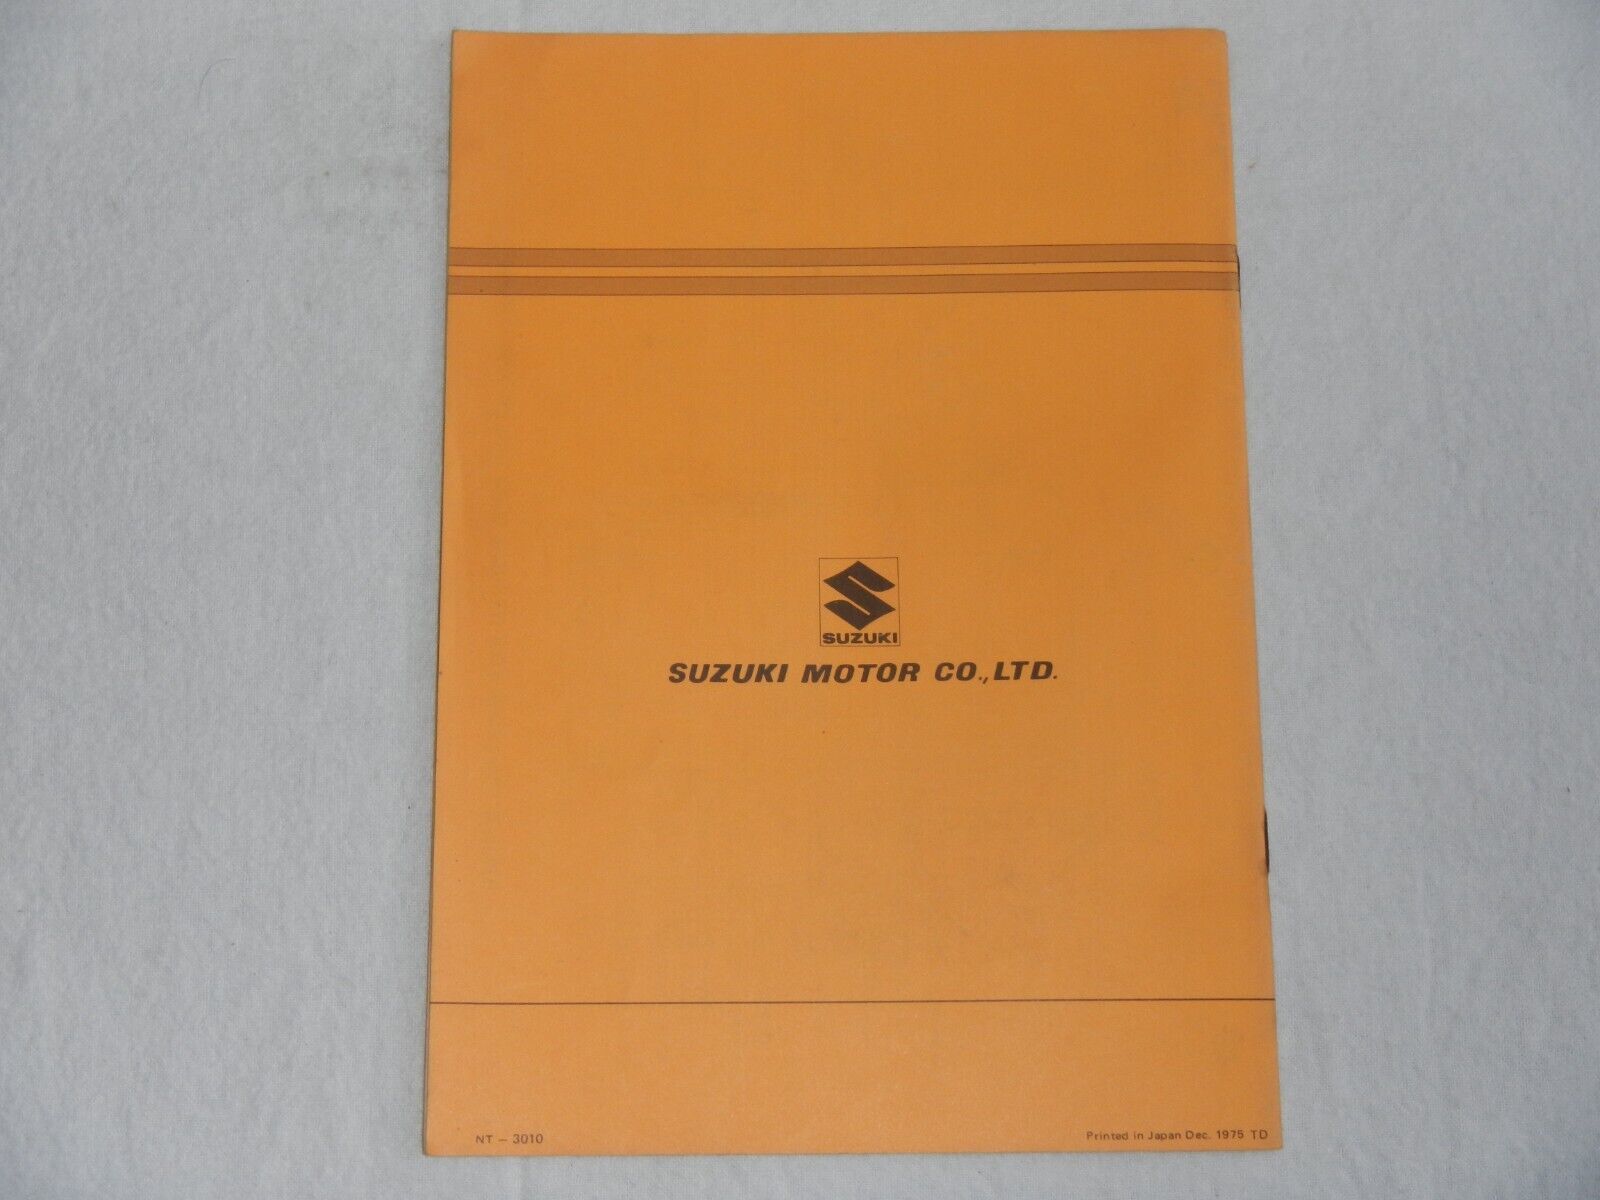 SUZUKI
SUZUKI MOTOR CO., LTD.
NT - 3010
Printed in Japan Dec. 1975 TD